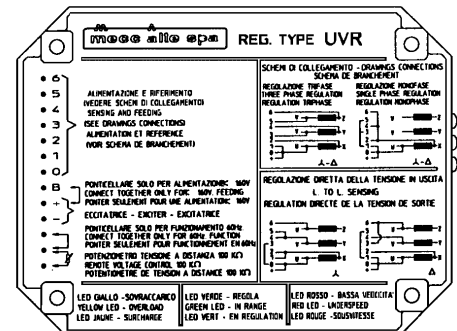 mecc alte spa REG. TYPE UVR
6
5
4
3
2
1
0
B
+
-
ALIMENTAZIONE E RIFERIMENTO
(VEDERE SCHEMI DI COLLEGAMENTO)
SENSING AND FEEDING
(SEE DRAWINGS CONNECTIONS)
ALIMENTATION ET REFERENCE
(VOIR SCHEMA DE BRANCHEMENT)
PONTICELLARE SOLO PER ALIMENTAZIONE: 160V
CONNECT TOGETHER ONLY FOR 160V. FEEDING
PONTER SEULEMENT POUR UNE ALIMENTATION: 160V
ECCITATRICE - EXCITER - EXCITATRICE
PONTICELLARE SOLO PER FUNZIONAMENTO 60Hz
CONNECT TOGETHER ONLY FOR 60Hz. FUNCTION
PONTER SEULEMENT POUR FUNCTIONNEMENT EN 60Hz
POTENZIOMETRO TENSIONE A DISTANZA 100 KΩ
REMOTE VOLTAGE CONTROL 100 KΩ
POTENTIOMETRE DE TENSION A DISTANCE 100 KΩ
SCHEMI DI COLLEGAMENTO - DRAWINGS CONNECTIONS
SCHEMA DE BRANCHEMENT
REGOLAZIONE TRIFASE
THREE PHASE REGULATION
REGULATION TRIPHASE
REGOLAZIONE MONOFASE
SINGLE PHASE REGULATION
REGULATION MONOPHASE
REGOLAZIONE DIRETTA DELLA TENSIONE IN USCITA
L. TO L. SENSING
REGULATION DIRECTE DE LA TENSION DE SORTIE
LED GIALLO - SOVRACCARICO
YELLOW LED - OVERLOAD
LED JAUNE - SURCHARGE
LED VERDE - REGOLA
GREEN LED - IN RANGE
LED VERT - EN REGULATION
LED ROSSO - BASSA VELOCITA'
RED LED - UNDERSPEED
LED ROUGE - SOUSVITESSE